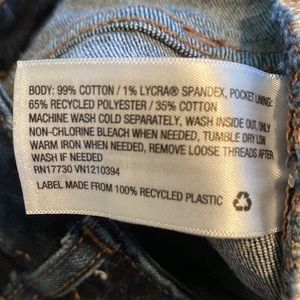 BODY: 99% COTTON / 1% LYCRA® SPANDEX, POCKET LINING:
65% RECYCLED POLYESTER / 35% COTTON
MACHINE WASH COLD SEPARATELY, WASH INSIDE OUT, ONLY
NON-CHLORINE BLEACH WHEN NEEDED, TUMBLE DRY LOW
WARM IRON WHEN NEEDED, REMOVE LOOSE THREADS AFTER
WASH IF NEEDED
RN17730 VN1210394
LABEL MADE FROM 100% RECYCLED PLASTIC